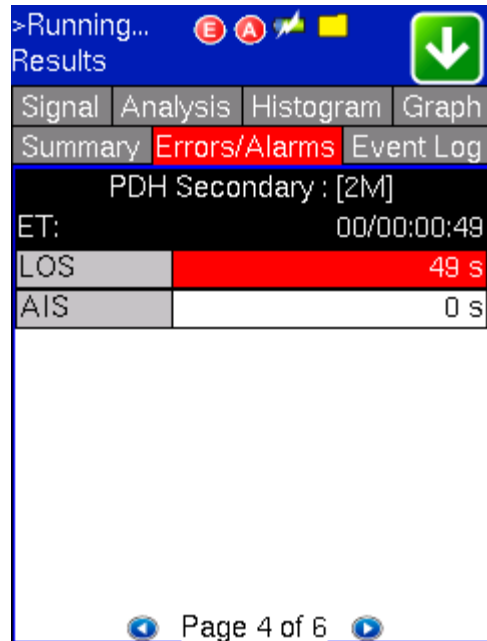 >Running... E A
Results
Signal Analysis Histogram Graph
Summary Errors/Alarms Event Log
PDH Secondary : [2M]
ET: 00/00:00:49
LOS 49 s
AIS 0 s
Page 4 of 6